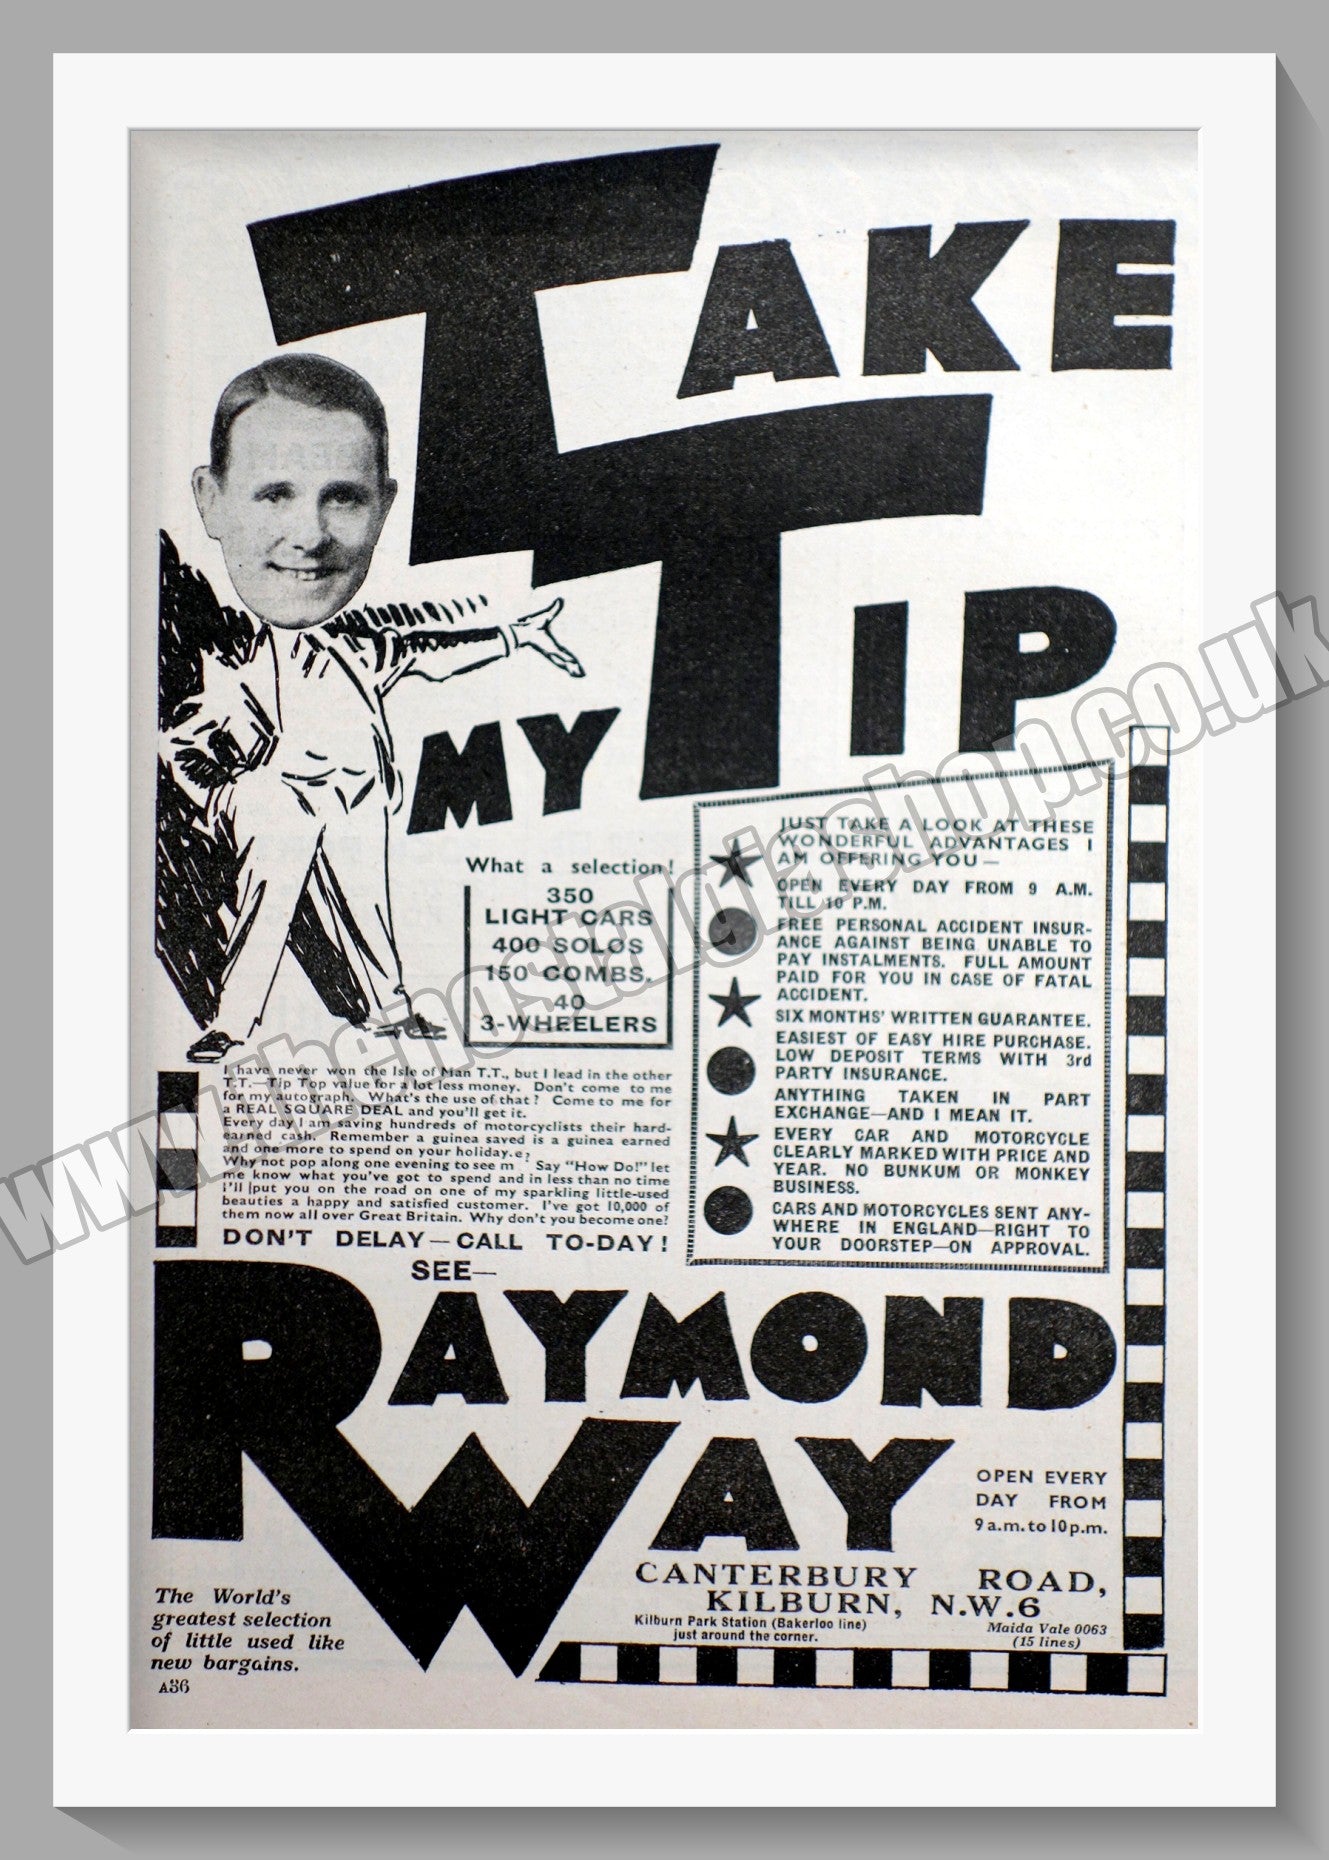 TAKE
MY TIP
What a selection!
350
LIGHT CARS
400 SOLOS
150 COMBS.
40
3-WHEELERS
I have never won the Isle of Man T.T., but I lead in the other
T.T.—Tip Top value for a lot less money. Don't come to me
for my autograph. What's the use of that? Come to me for
a REAL SQUARE DEAL and you'll get it.
Every day I am saving hundreds of motorcyclists their hard-
earned cash. Remember a guinea saved is a guinea earned
and one more to spend on your holiday.e,
Why not pop along one evening to see m ? Say "How Do!" let
me know what you've got to spend and in less than no time
I'll put you on the road on one of my sparkling little-used
beauties a happy and satisfied customer. I've got 10,000 of
them now all over Great Britain. Why don't you become one?
DON'T DELAY—CALL TO-DAY!
JUST TAKE A LOOK AT THESE
WONDERFUL ADVANTAGES I
AM OFFERING YOU—
OPEN EVERY DAY FROM 9 A.M.
TILL 10 P.M.
FREE PERSONAL ACCIDENT INSUR-
ANCE AGAINST BEING UNABLE TO
PAY INSTALMENTS. FULL AMOUNT
PAID FOR YOU IN CASE OF FATAL
ACCIDENT.
SIX MONTHS' WRITTEN GUARANTEE.
EASIEST OF EASY HIRE PURCHASE.
LOW DEPOSIT TERMS WITH 3rd
PARTY INSURANCE.
ANYTHING TAKEN IN PART
EXCHANGE—AND I MEAN IT.
EVERY CAR AND MOTORCYCLE
CLEARLY MARKED WITH PRICE AND
YEAR. NO BUNKUM OR MONKEY
BUSINESS.
CARS AND MOTORCYCLES SENT ANY-
WHERE IN ENGLAND—RIGHT TO
YOUR DOORSTEP—ON APPROVAL.
SEE—
RAYMOND
WAY
OPEN EVERY
DAY FROM
9 a.m. to 10 p.m.
CANTERBURY ROAD,
KILBURN, N.W.6
Kilburn Park Station (Bakerloo line)
just around the corner.
Maida Vale 0063
(15 lines)
The World's
greatest selection
of little used like
new bargains.
A36
www.thenostalgiashop.co.uk